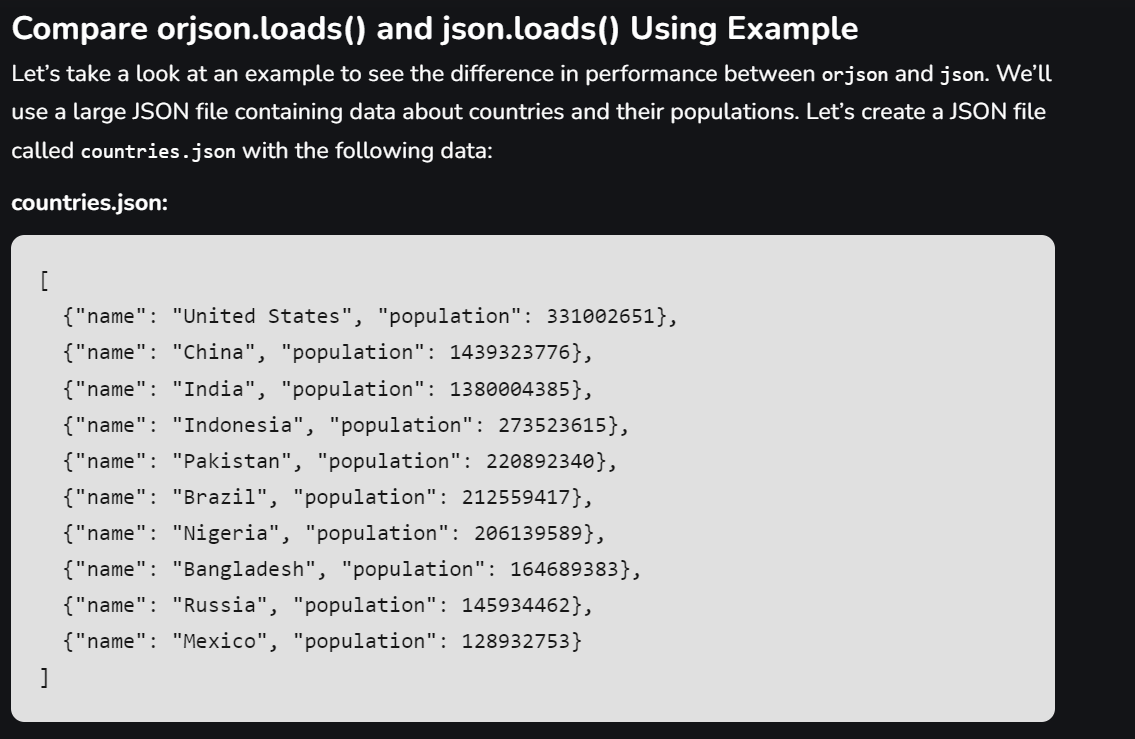 Compare orjson.loads() and json.loads() Using Example
Let’s take a look at an example to see the difference in performance between orjson and json. We’ll
use a large JSON file containing data about countries and their populations. Let’s create a JSON file
called countries.json with the following data:
countries.json:
[
  {"name": "United States", "population": 331002651},
  {"name": "China", "population": 1439323776},
  {"name": "India", "population": 1380004385},
  {"name": "Indonesia", "population": 273523615},
  {"name": "Pakistan", "population": 220892340},
  {"name": "Brazil", "population": 212559417},
  {"name": "Nigeria", "population": 206139589},
  {"name": "Bangladesh", "population": 164689383},
  {"name": "Russia", "population": 145934462},
  {"name": "Mexico", "population": 128932753}
]